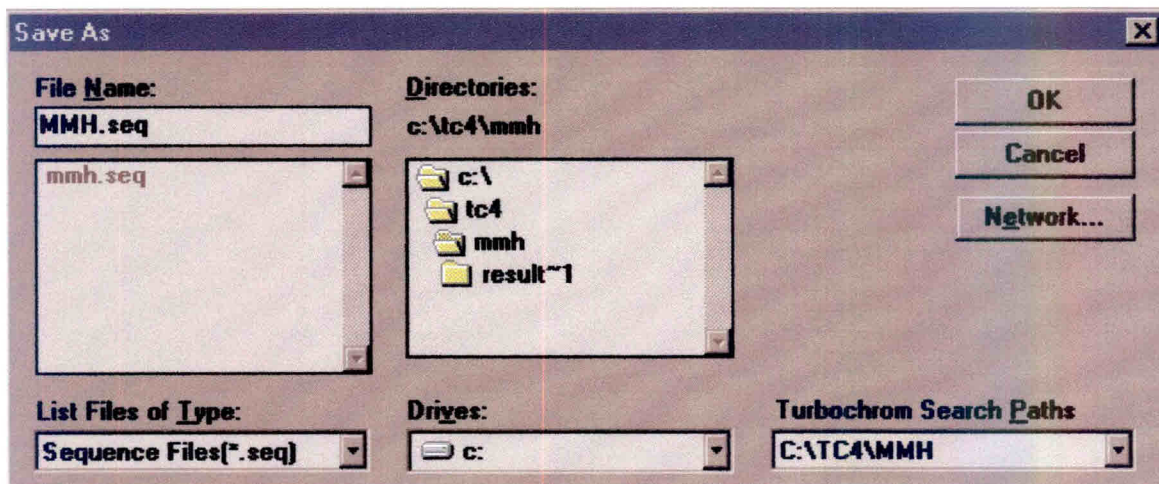 Save As
File Name:
MMH.seq
mmh.seq
Directories:
c:\tc4\mmh
c:\
tc4
mmh
result~1
OK
Cancel
Network...
List Files of Type:
Sequence Files(*.seq)
Drives:
c:
Turbochrom Search Paths
C:\TC4\MMH